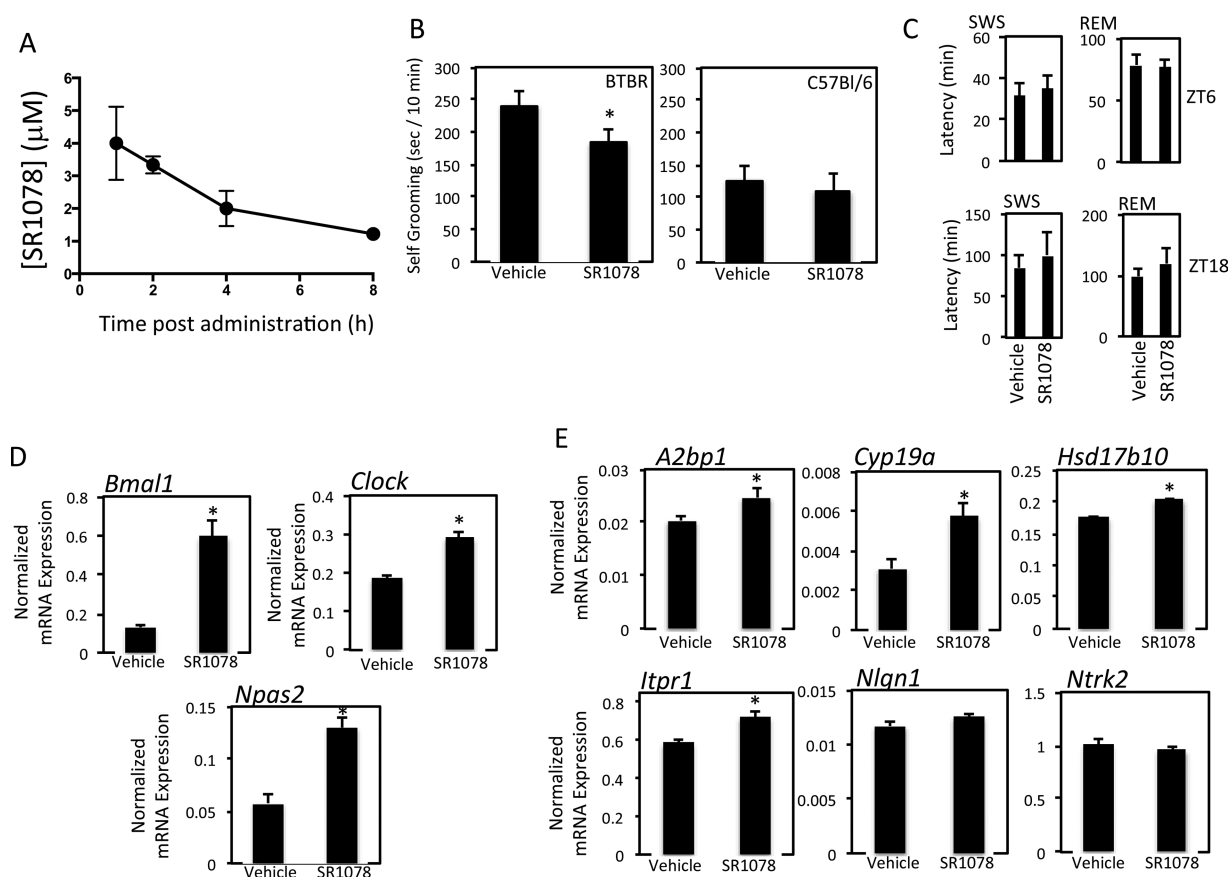 A
[SR1078] (μM)
6
5
4
3
2
1
0
0 2 4 6 8
Time post administration (h)
B
Self Grooming (sec / 10 min)
300
250
200
150
100
50
0
BTBR
*
Vehicle SR1078
300
250
200
150
100
50
0
C57Bl/6
Vehicle SR1078
C
SWS
Latency (min)
60
40
20
0
REM
100
50
0
ZT6
SWS
Latency (min)
150
100
50
0
Vehicle
SR1078
REM
200
100
0
Vehicle
SR1078
ZT18
D
Bmal1
Normalized
mRNA Expression
0.8
0.6
0.4
0.2
0
*
Vehicle SR1078
Clock
Normalized
mRNA Expression
0.4
0.3
0.2
0.1
0
*
Vehicle SR1078
Npas2
Normalized
mRNA Expression
0.15
0.1
0.05
0
*
Vehicle SR1078
E
A2bp1
Normalized
mRNA Expression
0.03
0.02
0.01
0
*
Vehicle SR1078
Cyp19a
0.008
0.006
0.004
0.002
0
*
Vehicle SR1078
Hsd17b10
0.25
0.2
0.15
0.1
0.05
0
*
Vehicle SR1078
Itpr1
Normalized
mRNA Expression
0.8
0.6
0.4
0.2
0
*
Vehicle SR1078
Nlgn1
0.015
0.01
0.005
0
Vehicle SR1078
Ntrk2
1.5
1
0.5
0
Vehicle SR1078